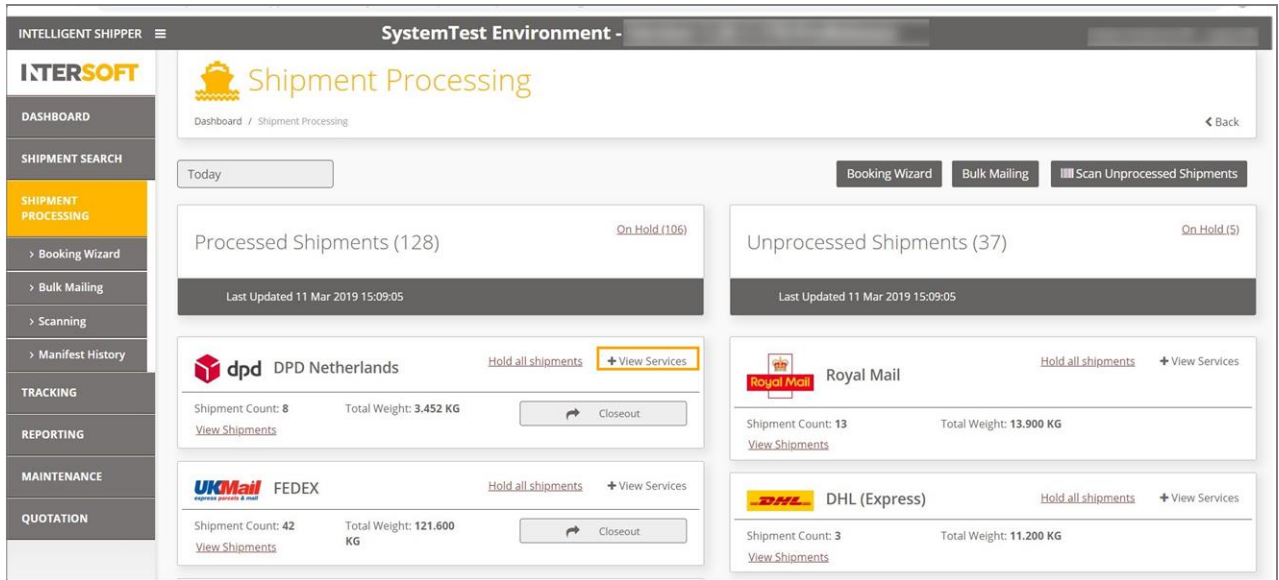 INTELLIGENT SHIPPER
SystemTest Environment -
INTERSOFT
DASHBOARD
SHIPMENT SEARCH
SHIPMENT
PROCESSING
> Booking Wizard
> Bulk Mailing
> Scanning
> Manifest History
TRACKING
REPORTING
MAINTENANCE
QUOTATION
Shipment Processing
Dashboard / Shipment Processing
Back
Today
Booking Wizard
Bulk Mailing
Scan Unprocessed Shipments
Processed Shipments (128)
On Hold (106)
Last Updated 11 Mar 2019 15:09:05
dpd DPD Netherlands
Hold all shipments
+ View Services
Shipment Count: 8
Total Weight: 3.452 KG
Closeout
View Shipments
UKMail
express parcels & mail
FEDEX
Hold all shipments
+ View Services
Shipment Count: 42
Total Weight: 121.600
KG
Closeout
View Shipments
Unprocessed Shipments (37)
On Hold (5)
Last Updated 11 Mar 2019 15:09:05
Royal Mail
Royal Mail
Hold all shipments
+ View Services
Shipment Count: 13
Total Weight: 13.900 KG
View Shipments
DHL
DHL (Express)
Hold all shipments
+ View Services
Shipment Count: 3
Total Weight: 11.200 KG
View Shipments